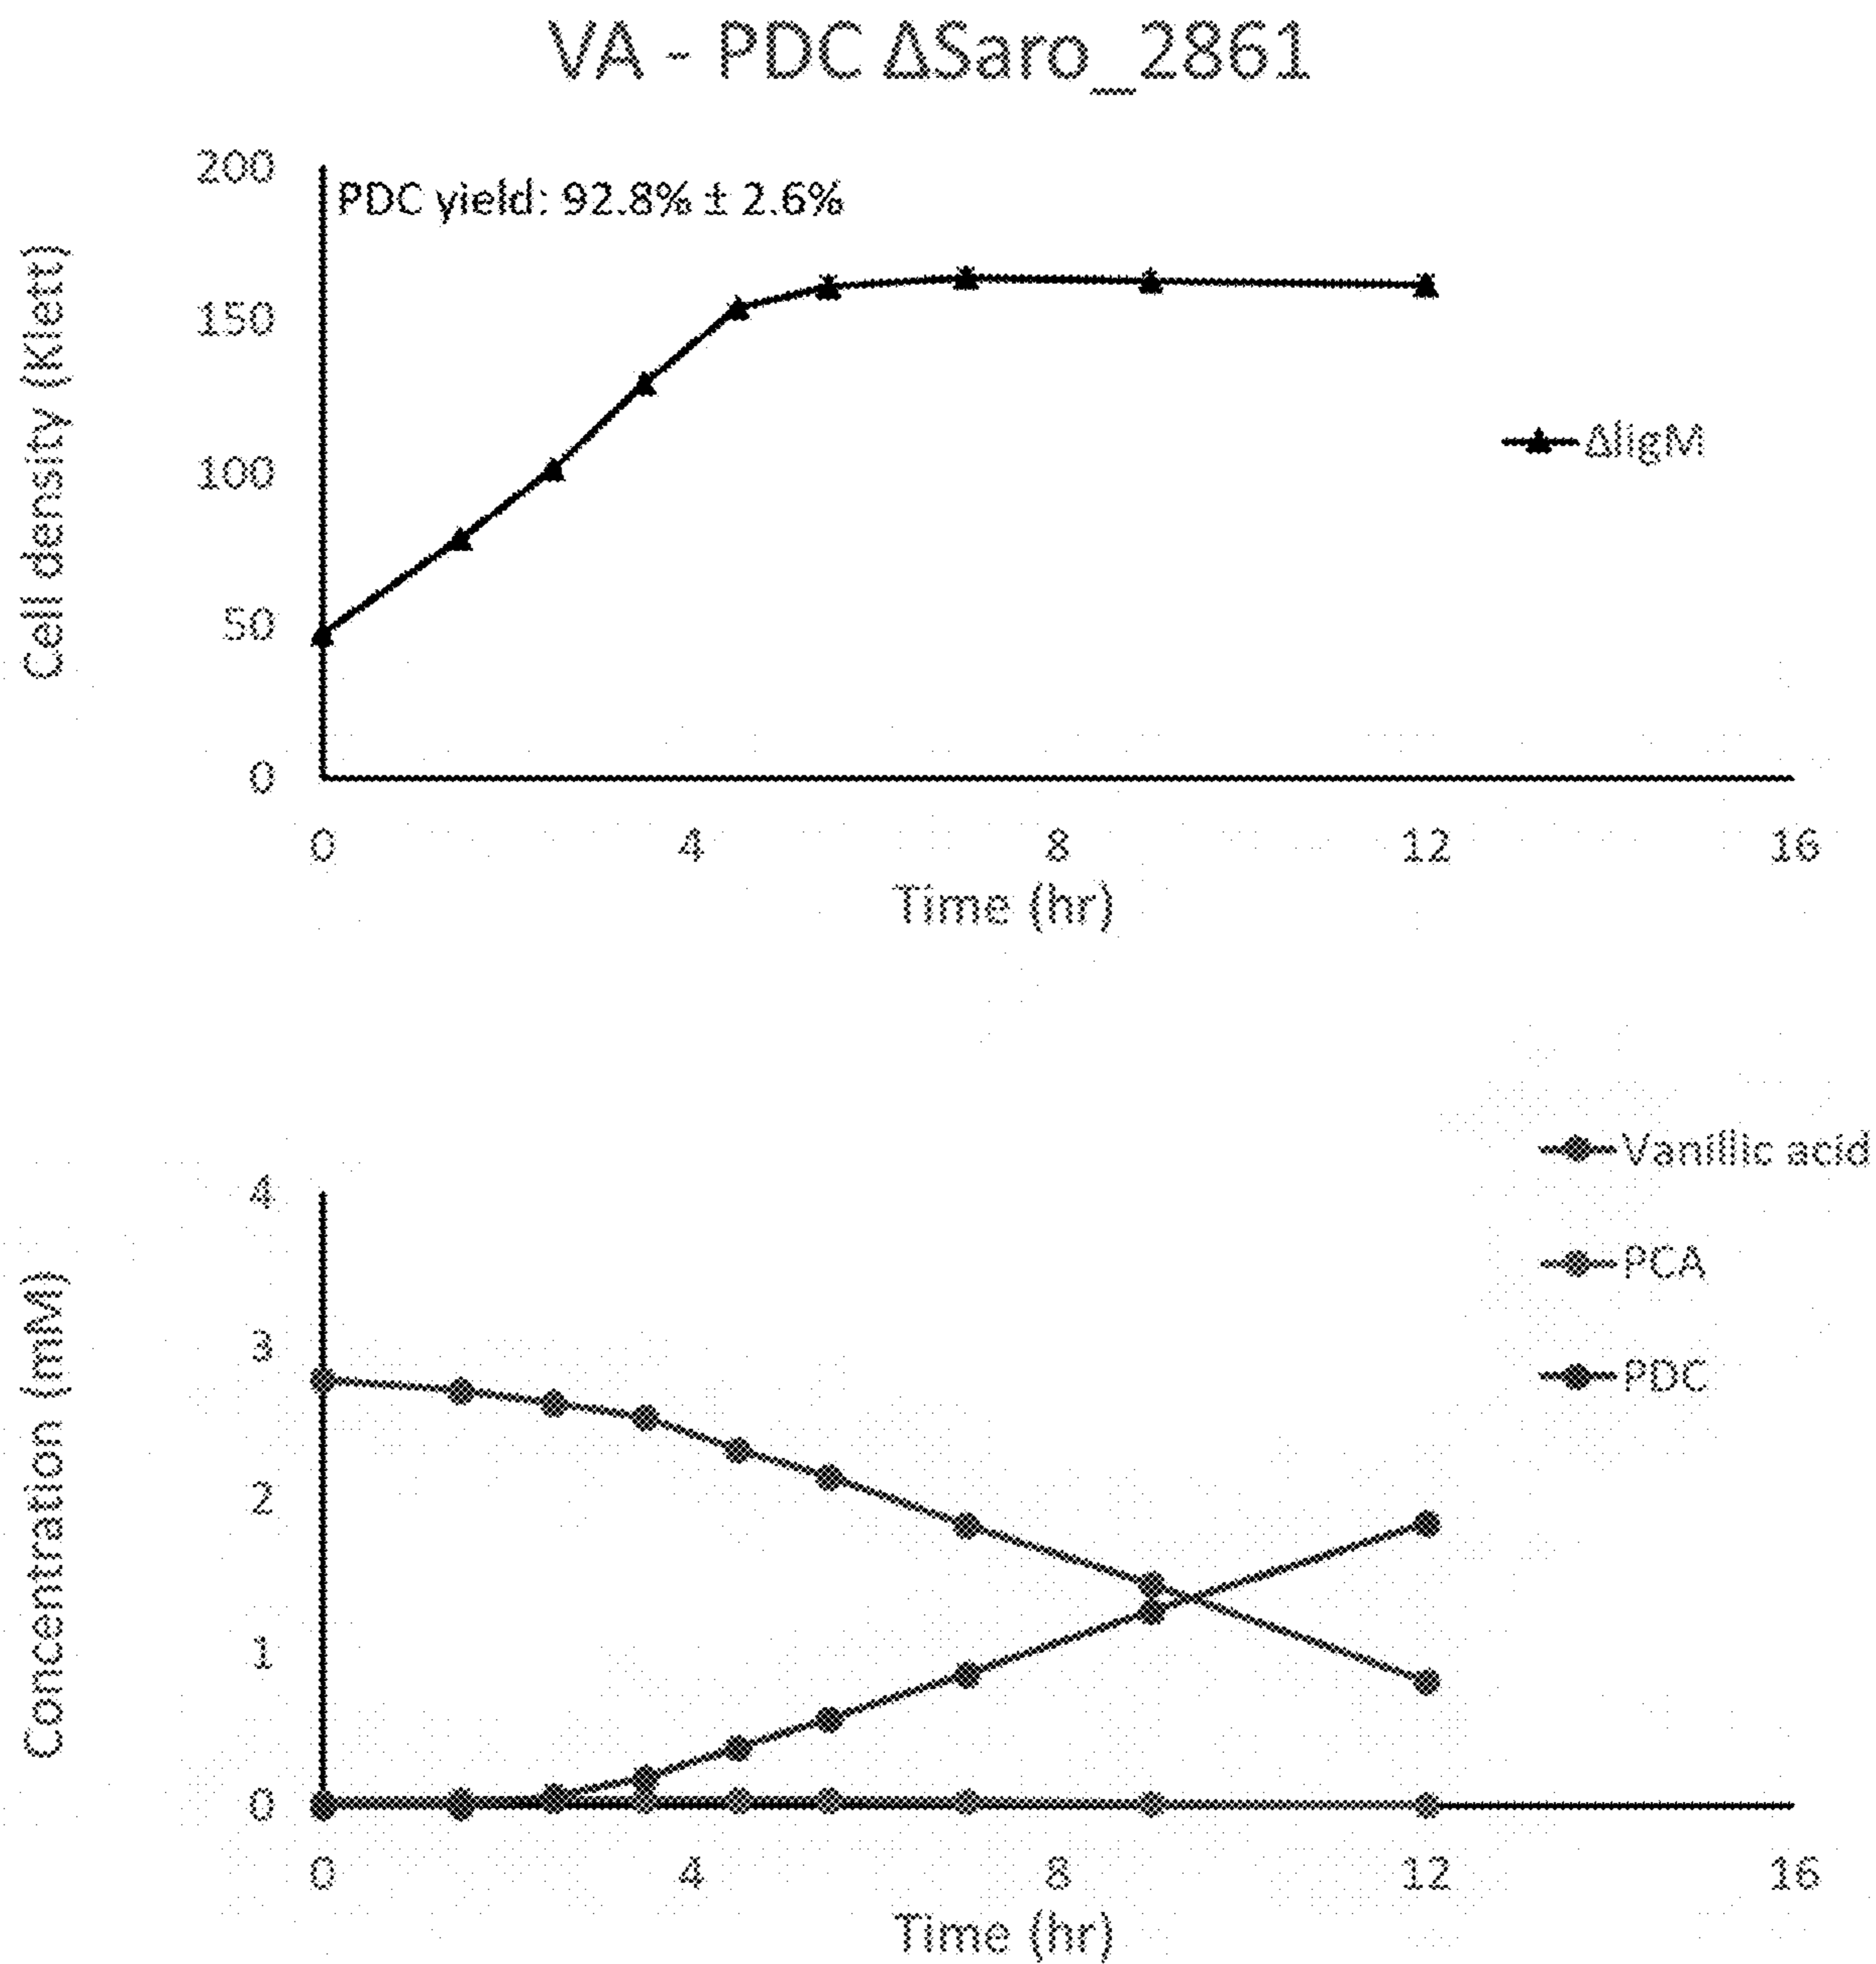 VA - PDC ΔSaro_2861
200
PDC yield: 92.8% ± 2.6%
150
100
50
0
Cell density (Klett)
ΔligM
0 4 8 12 16
Time (hr)
Vanillic acid
PCA
PDC
4
3
2
1
0
Concentration (mM)
0 4 8 12 16
Time (hr)